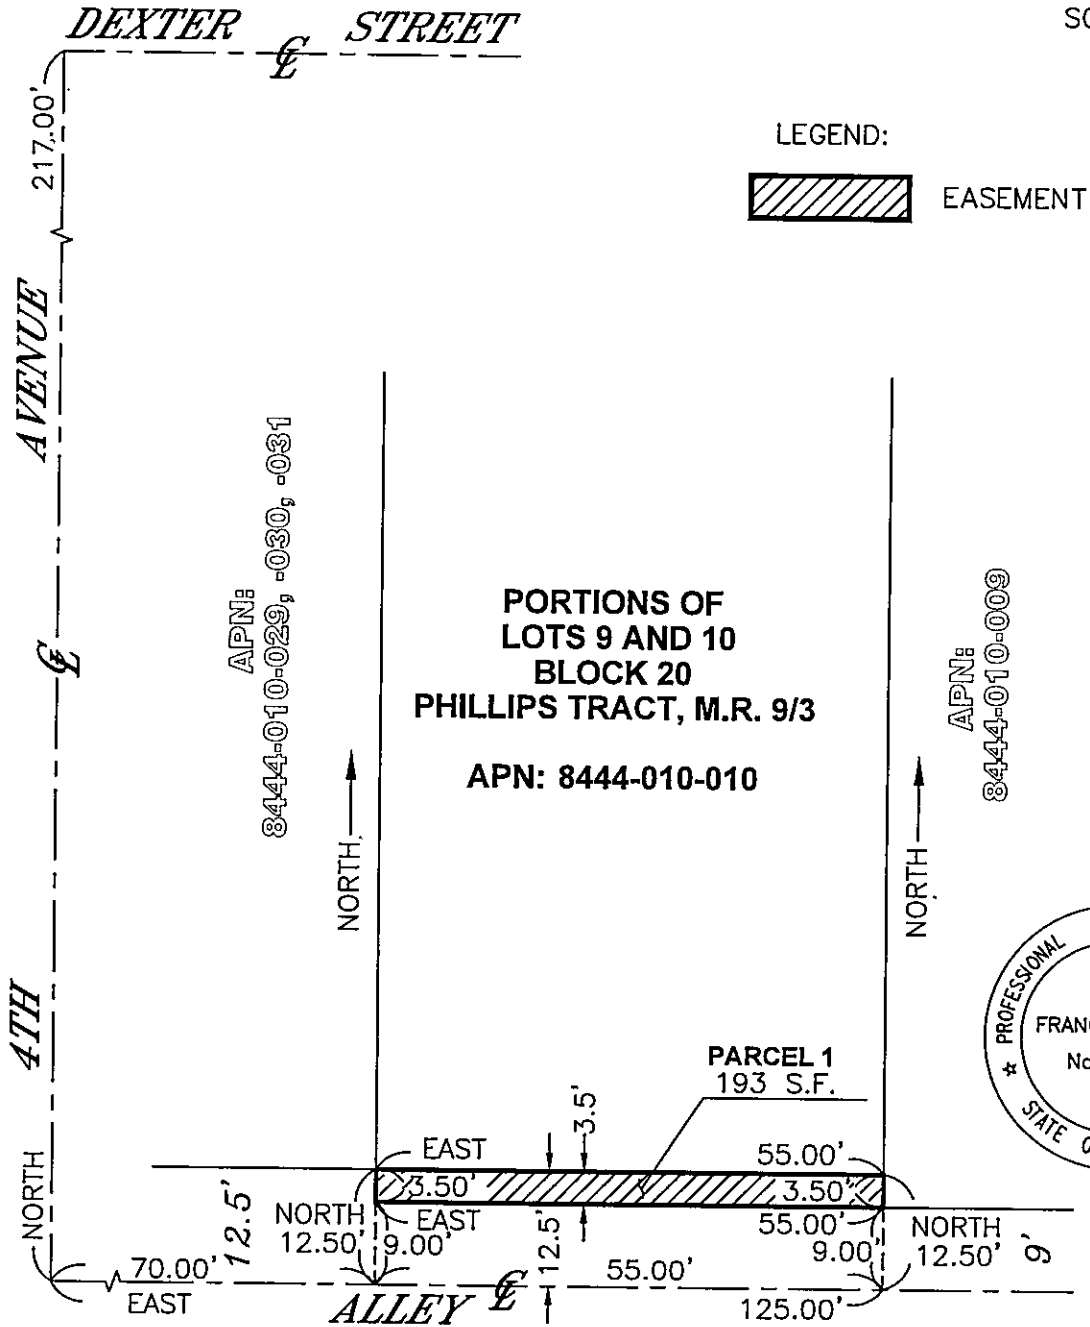 DEXTER ℄ STREET
SC
217.00'
LEGEND:
EASEMENT
AVENUE
℄
4TH
APN:
8444-010-029, -030, -031
PORTIONS OF
LOTS 9 AND 10
BLOCK 20
PHILLIPS TRACT, M.R. 9/3
APN: 8444-010-010
APN:
8444-010-009
NORTH
NORTH
PROFESSIONAL
FRANC
No
STATE O
PARCEL 1
193 S.F.
3.5'
EAST
55.00'
3.50'
3.50'
NORTH
12.5'
NORTH
12.50'
9.00'
EAST
12.5'
55.00'
9.00'
NORTH
12.50'
9'
70.00'
EAST
55.00'
ALLEY ℄
125.00'